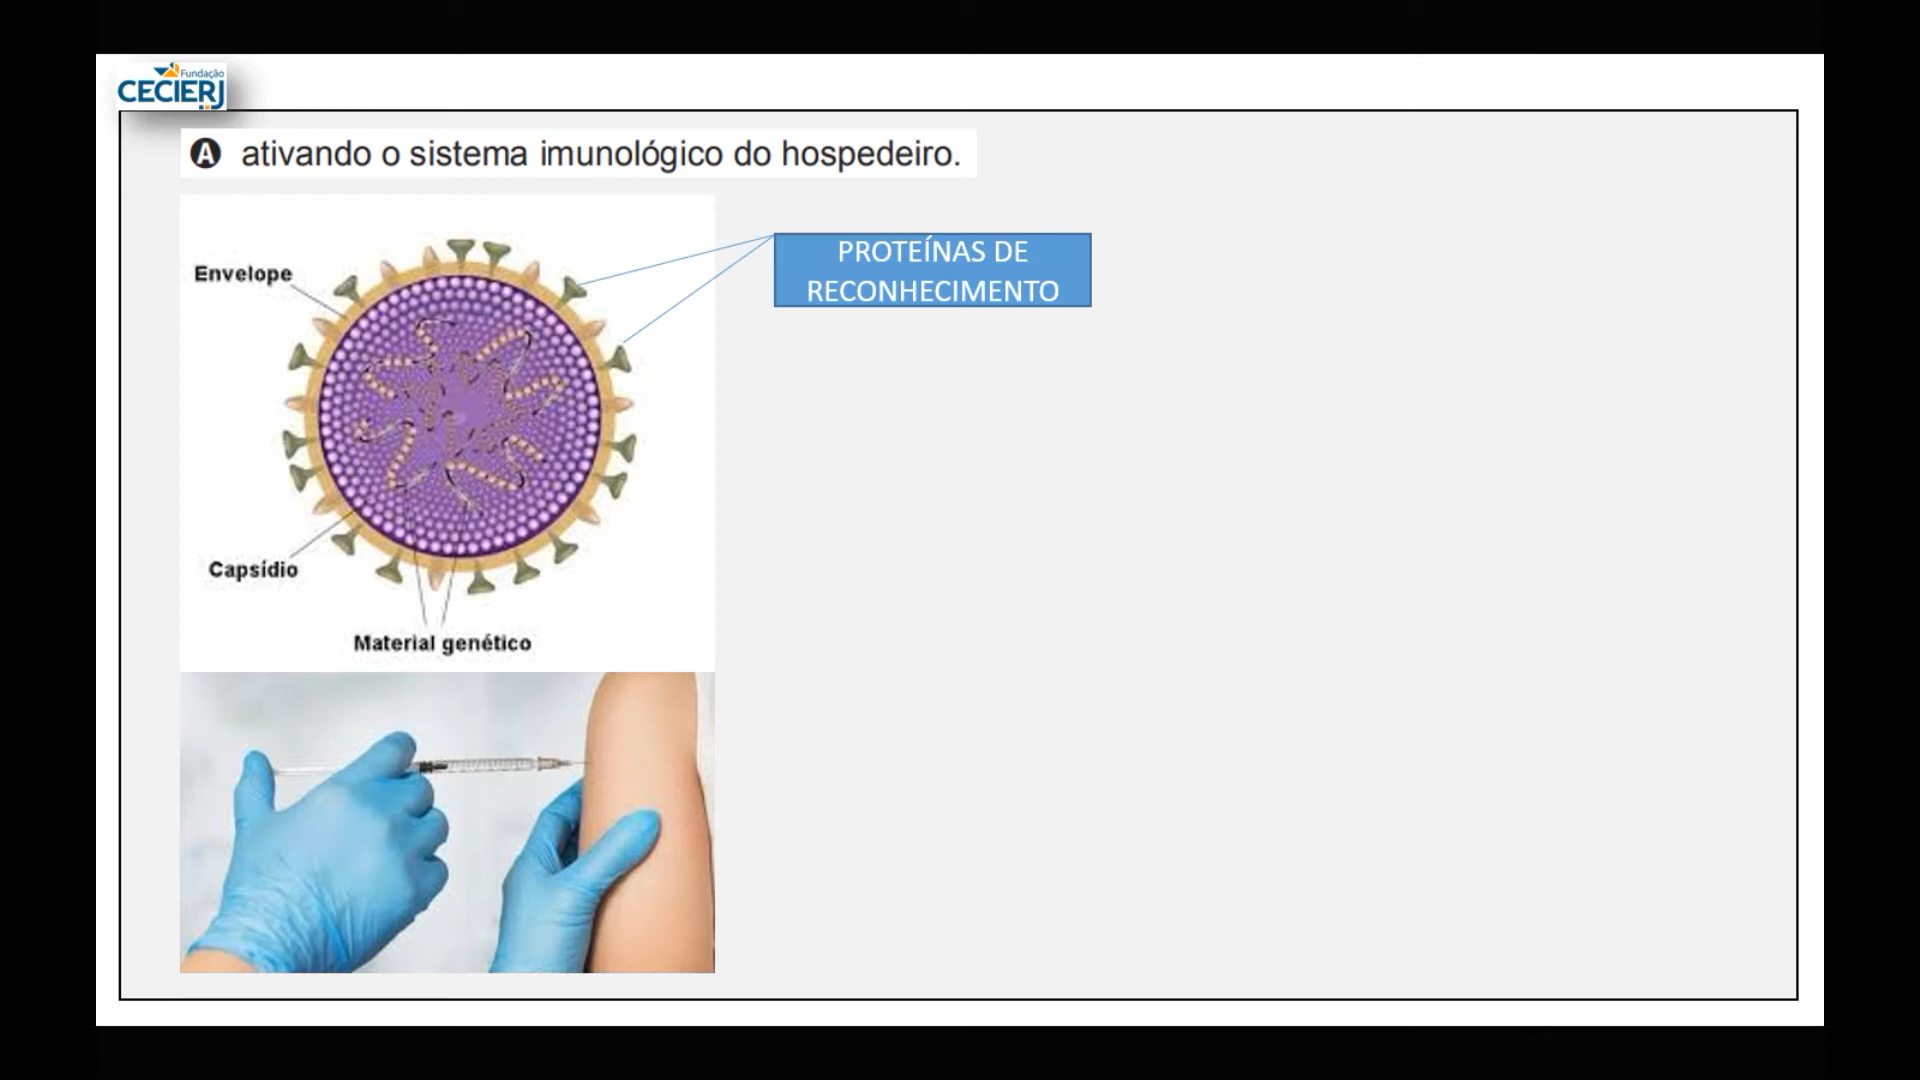 Fundação
CECIERJ
A ativando o sistema imunológico do hospedeiro.
PROTEÍNAS DE
RECONHECIMENTO
Envelope
Capsídio
Material genético